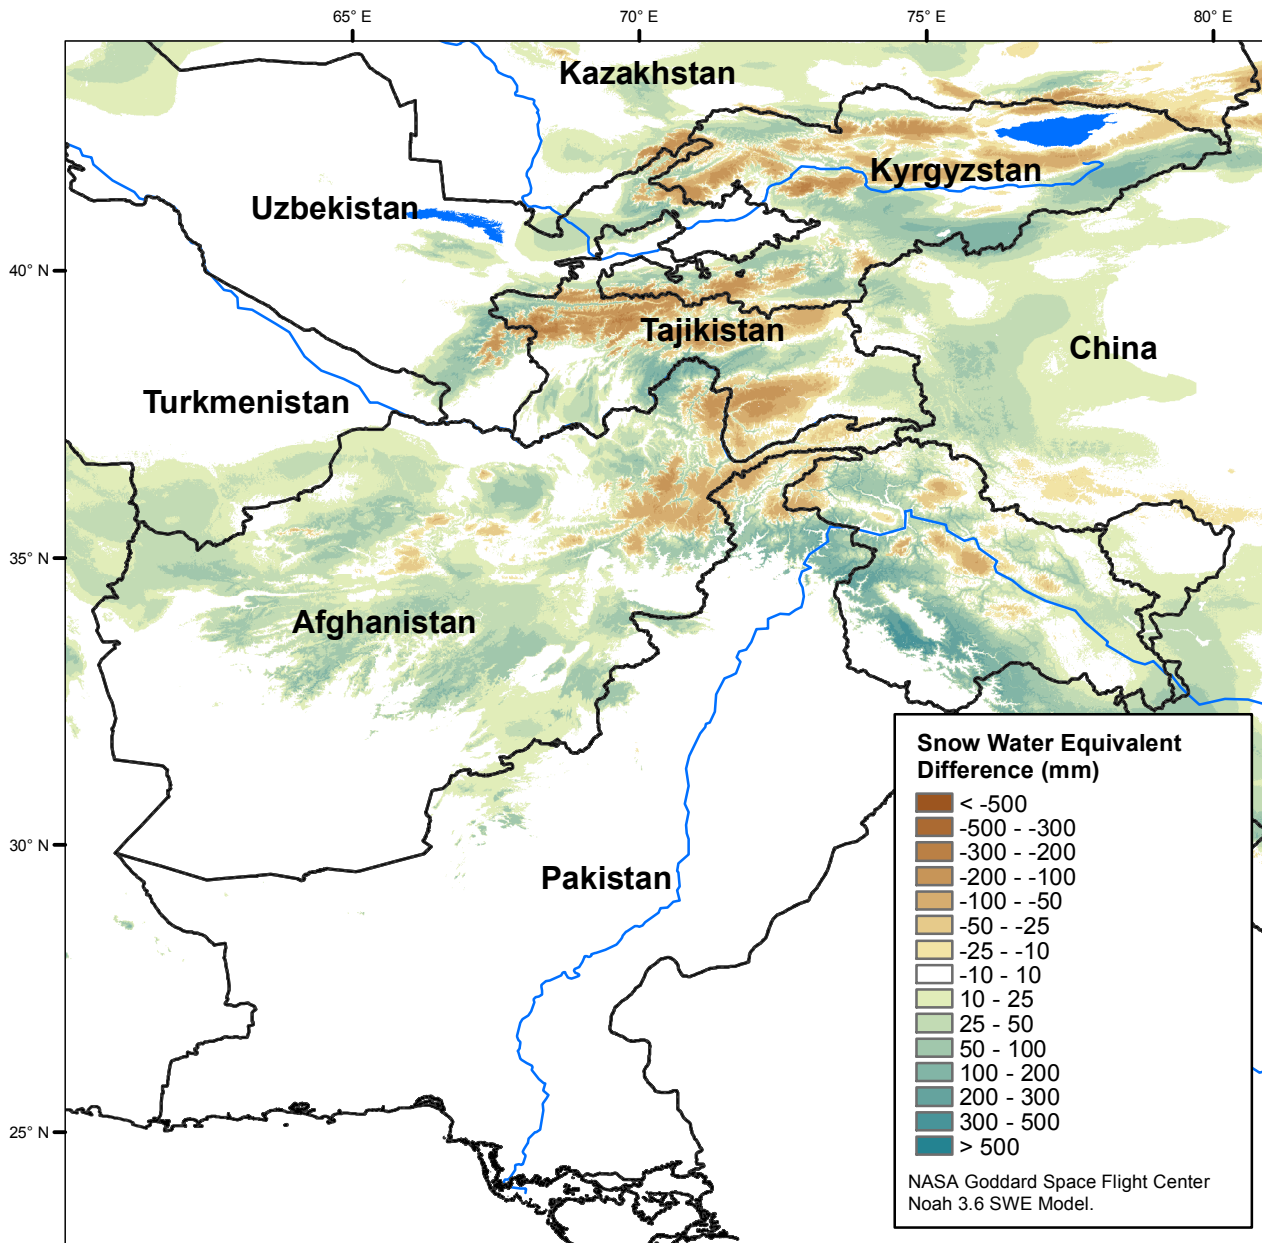 65° E
70° E
75° E
80° E
Kazakhstan
Kyrgyzstan
Uzbekistan
40° N
Tajikistan
China
Turkmenistan
35° N
Afghanistan
Snow Water Equivalent
Difference (mm)
< -500
-500 - -300
-300 - -200
-200 - -100
-100 - -50
-50 - -25
-25 - -10
-10 - 10
10 - 25
25 - 50
50 - 100
100 - 200
200 - 300
300 - 500
> 500
NASA Goddard Space Flight Center
Noah 3.6 SWE Model.
30° N
Pakistan
25° N